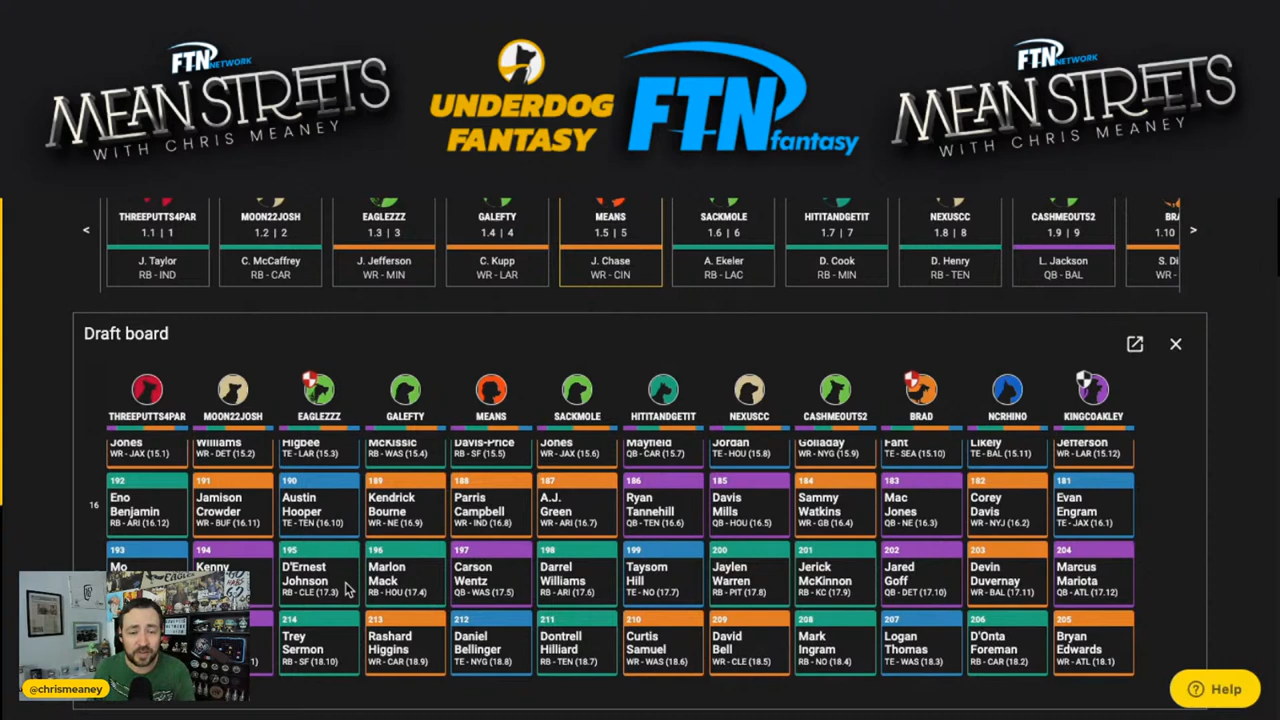 FTN NETWORK
MEAN STREETS
WITH CHRIS MEANEY
UNDERDOG
FANTASY
FTN
fantasy
FTN NETWORK
MEAN STREETS
WITH CHRIS MEANEY
THREEPUTTS4PAR MOON22JOSH EAGLEZZZ GALEFTY MEANS SACKMOLE HITITANDGETIT NEXUSCC CASHMEOUT52 BRA
< 1.1 | 1 1.2 | 2 1.3 | 3 1.4 | 4 1.5 | 5 1.6 | 6 1.7 | 7 1.8 | 8 1.9 | 9 1.10 >
J. Taylor C. McCaffrey J. Jefferson C. Kupp J. Chase A. Ekeler D. Cook D. Henry L. Jackson S. Di
RB - IND RB - CAR WR - MIN WR - LAR WR - CIN RB - LAC RB - MIN RB - TEN QB - BAL WR -
Draft board
THREEPUTTS4PAR MOON22JOSH EAGLEZZZ GALEFTY MEANS SACKMOLE HITITANDGETIT NEXUSCC CASHMEOUT52 BRAD NCRHINO KINGCOAKLEY
Jones Williams Higbee McKissic Davis-Price Jones Mayfield Jordan Golladay Fant Likely Jefferson
WR - JAX (15.1) WR - DET (15.2) TE - LAR (15.3) RB - WAS (15.4) RB - SF (15.5) WR - JAX (15.6) QB - CAR (15.7) TE - HOU (15.8) WR - NYG (15.9) TE - SEA (15.10) TE - BAL (15.11) WR - LAR (15.12)
192 191 190 189 188 187 186 185 184 183 182 181
16 Eno Jamison Austin Kendrick Parris A.J. Ryan Davis Sammy Mac Corey Evan
Benjamin Crowder Hooper Bourne Campbell Green Tannehill Mills Watkins Jones Davis Engram
RB - ARI (16.12) WR - BUF (16.11) TE - TEN (16.10) WR - NE (16.9) WR - IND (16.8) WR - ARI (16.7) QB - TEN (16.6) QB - HOU (16.5) WR - GB (16.4) QB - NE (16.3) WR - NYJ (16.2) TE - JAX (16.1)
193 194 195 196 197 198 199 200 201 202 203 204
Mo Kenny D'Ernest Marlon Carson Darrel Taysom Jaylen Jerick Jared Devin Marcus
Johnson Mack Wentz Williams Hill Warren McKinnon Goff Duvernay Mariota
RB - CLE (17.3) RB - HOU (17.4) QB - WAS (17.5) RB - ARI (17.6) TE - NO (17.7) RB - PIT (17.8) RB - KC (17.9) QB - DET (17.10) WR - BAL (17.11) QB - ATL (17.12)
214 213 212 211 210 209 208 207 206 205
Trey Rashard Daniel Dontrell Curtis David Mark Logan D'Onta Bryan
Sermon Higgins Bellinger Hilliard Samuel Bell Ingram Thomas Foreman Edwards
RB - SF (18.10) WR - CAR (18.9) TE - NYG (18.8) RB - TEN (18.7) WR - WAS (18.6) WR - CLE (18.5) RB - NO (18.4) TE - WAS (18.3) RB - CAR (18.2) WR - ATL (18.1)
@chrismeaney
Help